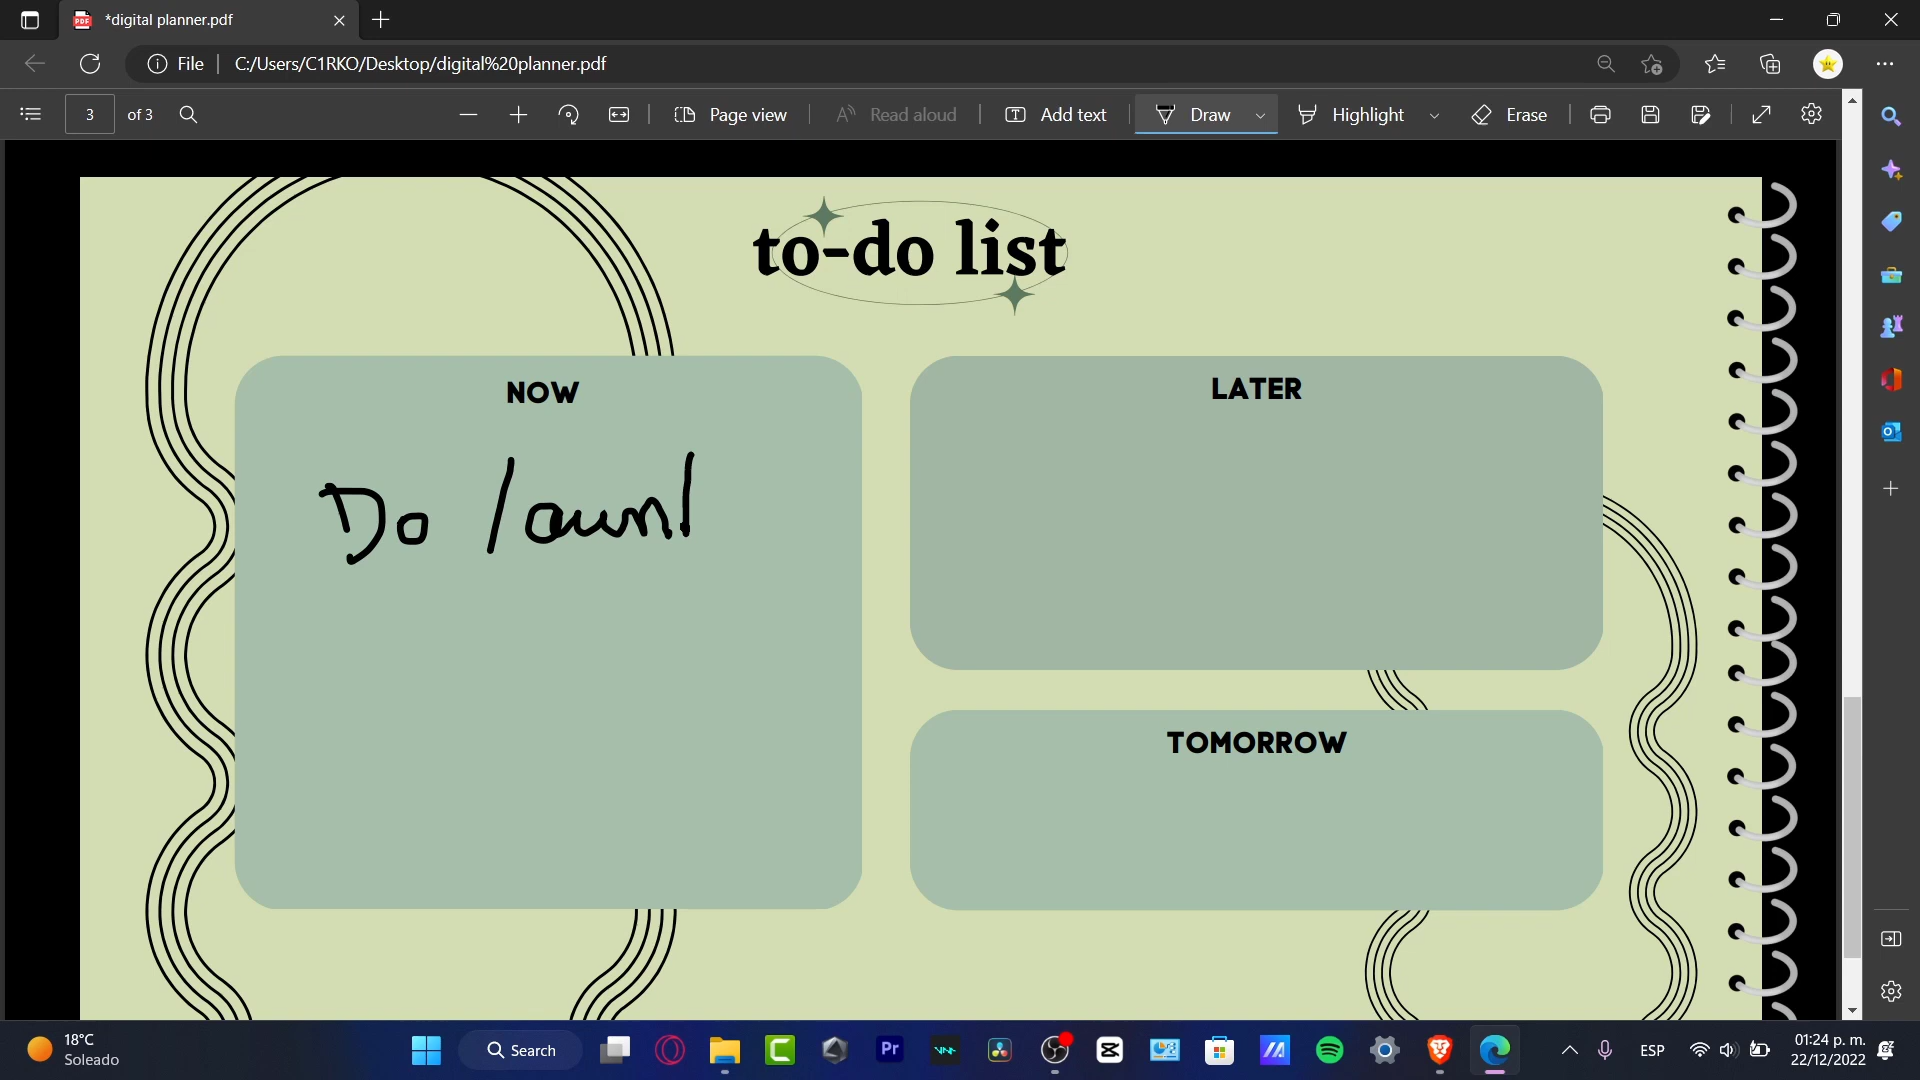 *digital planner.pdf
File
C:/Users/C1RKO/Desktop/digital%20planner.pdf
3 of 3
Page view
Read aloud
Add text
Draw
Highlight
Erase
to-do list
NOW
Do
LATER
TOMORROW
18°C
Soleado
Search
Pr
ESP
01:24 p. m.
22/12/2022